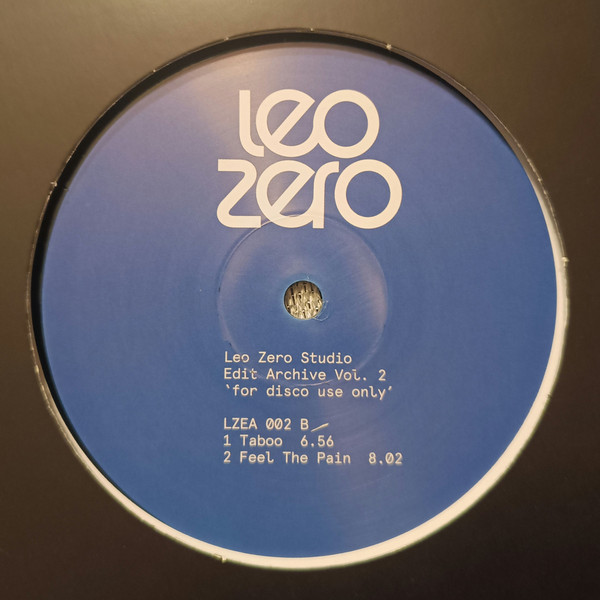 Leo
zero
Leo Zero Studio
Edit Archive Vol. 2
‘for disco use only’
LZEA 002 B
1 Taboo 6.56
2 Feel The Pain 8.02